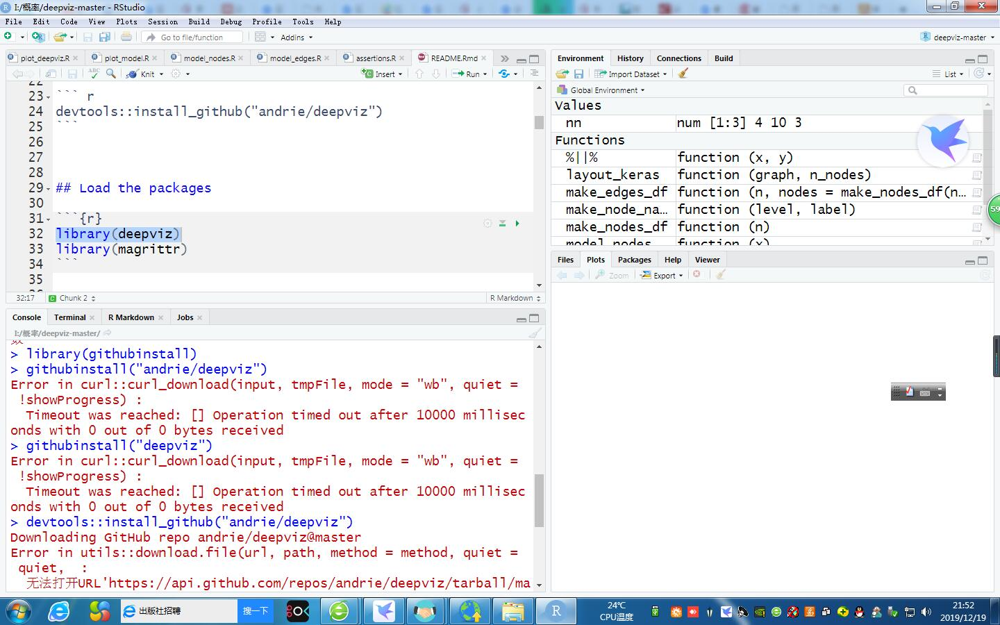 I:/概率/deepviz-master - RStudio
File Edit Code View Plots Session Build Debug Profile Tools Help
Go to file/function
Addins
deepviz-master
plot_deepviz.R
plot_model.R
model_nodes.R
model_edges.R
assertions.R
README.Rmd
ABC
Knit
Insert
Run
22
23 ``` r
24 devtools::install_github("andrie/deepviz")
25 ```
26
27
28
29 ## Load the packages
30
31 ```{r}
32 library(deepviz)
33 library(magrittr)
34 ```
35
32:17
Chunk 2
R Markdown
Console Terminal R Markdown Jobs
I:/概率/deepviz-master/
> library(githubinstall)
> githubinstall("andrie/deepviz")
Error in curl::curl_download(input, tmpFile, mode = "wb", quiet =
!showProgress) :
Timeout was reached: [] Operation timed out after 10000 millisec
onds with 0 out of 0 bytes received
> githubinstall("deepviz")
Error in curl::curl_download(input, tmpFile, mode = "wb", quiet =
!showProgress) :
Timeout was reached: [] Operation timed out after 10000 millisec
onds with 0 out of 0 bytes received
> devtools::install_github("andrie/deepviz")
Downloading GitHub repo andrie/deepviz@master
Error in utils::download.file(url, path, method = method, quiet =
quiet, :
无法打开URL'https://api.github.com/repos/andrie/deepviz/tarball/ma
Environment History Connections Build
Import Dataset
List
Global Environment
Values
nn num [1:3] 4 10 3
Functions
%||% function (x, y)
layout_keras function (graph, n_nodes)
make_edges_df function (n, nodes = make_nodes_df(n...
make_node_na... function (level, label)
make_nodes_df function (n)
model_nodes function (x)
59
Files Plots Packages Help Viewer
Zoom
Export
出版社招聘
搜一下
24℃
CPU温度
21:52
2019/12/19